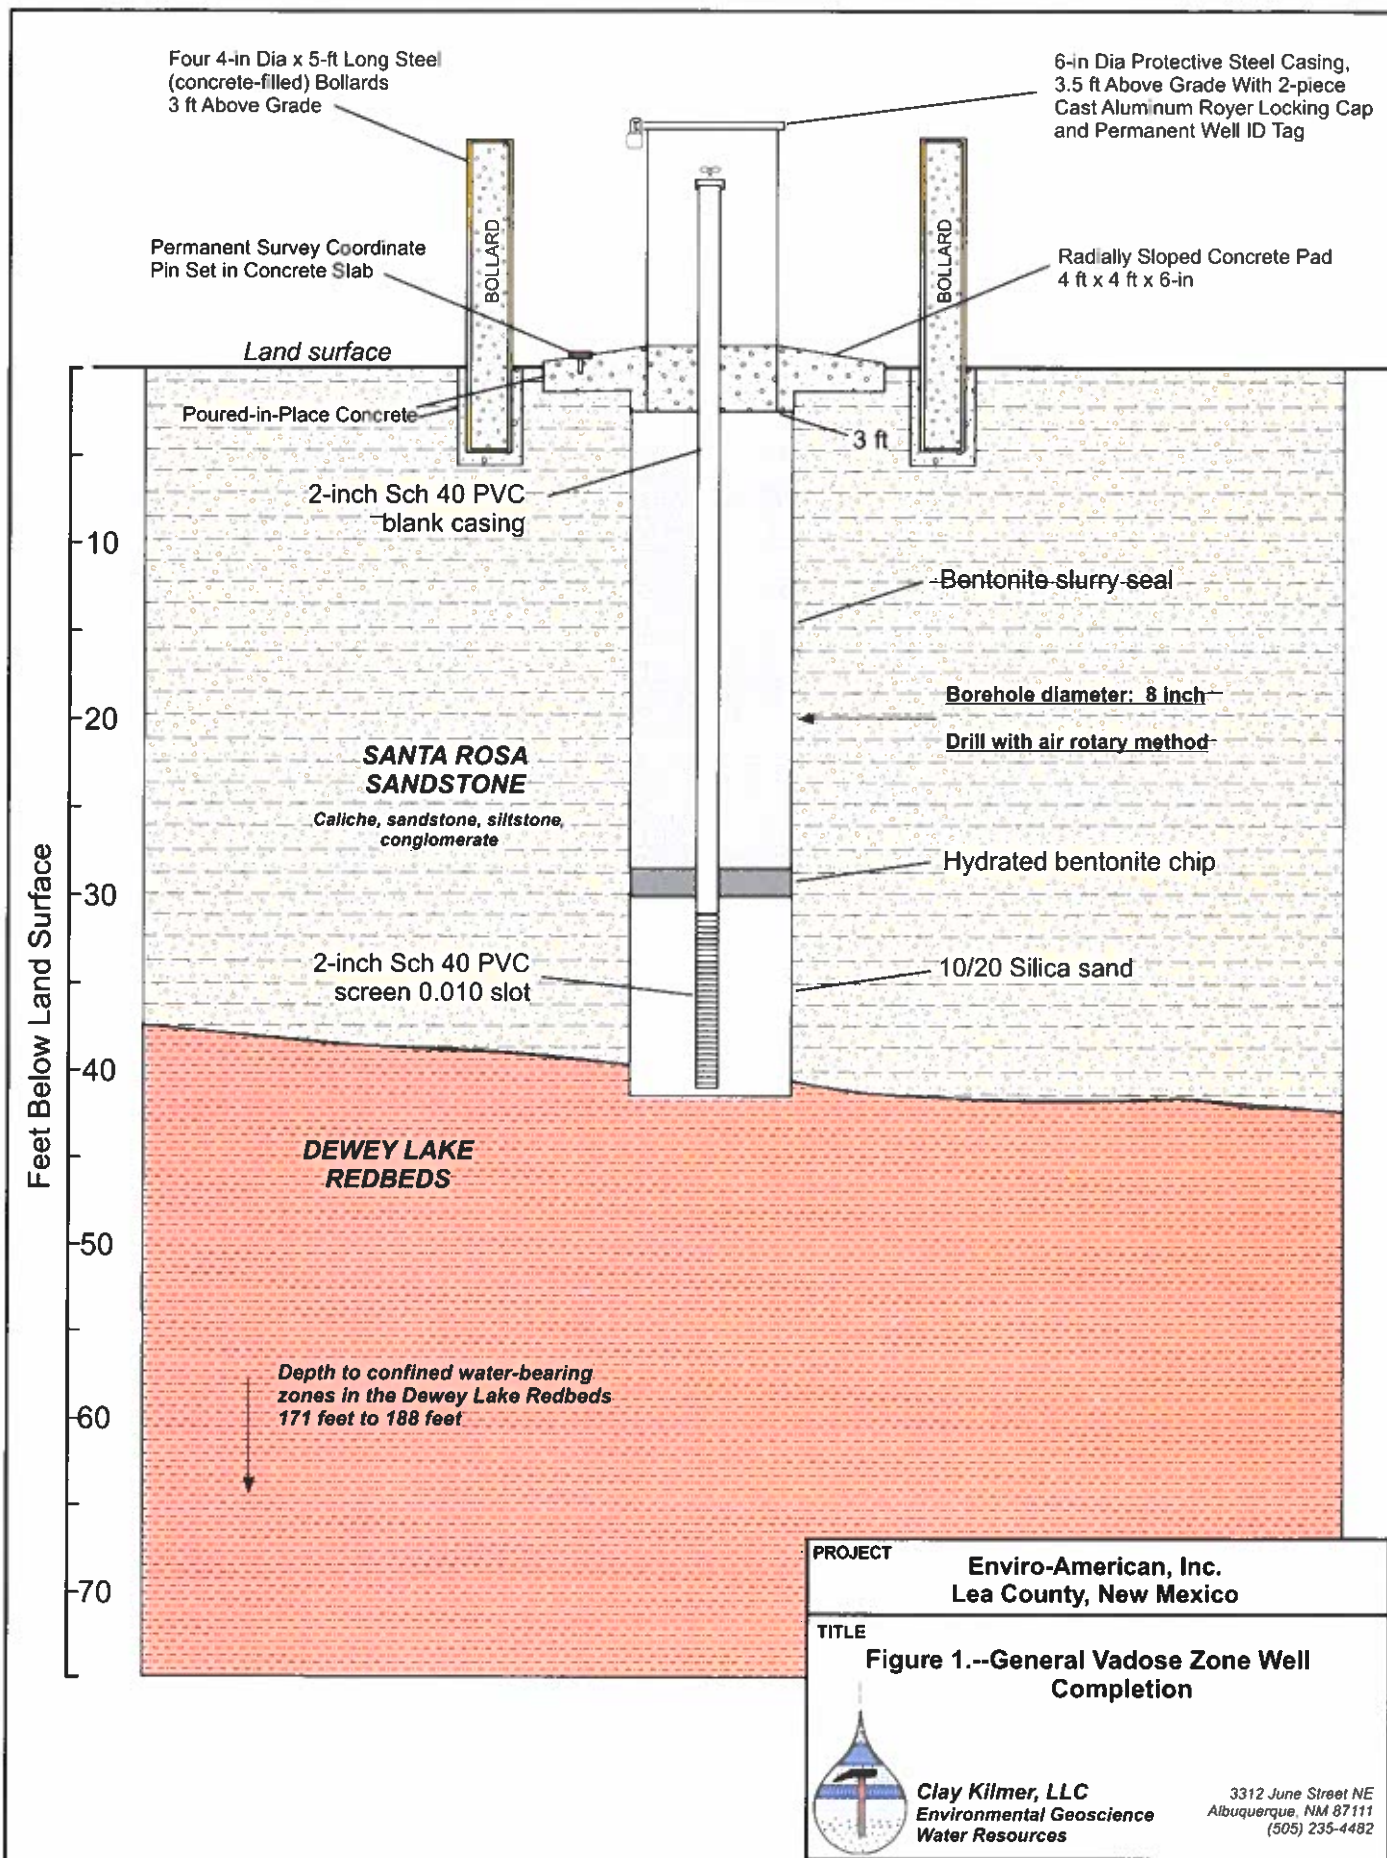 Four 4-in Dia x 5-ft Long Steel
(concrete-filled) Bollards
3 ft Above Grade
6-in Dia Protective Steel Casing,
3.5 ft Above Grade With 2-piece
Cast Aluminum Royer Locking Cap
and Permanent Well ID Tag
BOLLARD
BOLLARD
Permanent Survey Coordinate
Pin Set in Concrete Slab
Radially Sloped Concrete Pad
4 ft x 4 ft x 6-in
Land surface
Poured-in-Place Concrete
3 ft
2-inch Sch 40 PVC
blank casing
10
Bentonite slurry seal
Borehole diameter: 8 inch
20
Drill with air rotary method
SANTA ROSA
SANDSTONE
Caliche, sandstone, siltstone,
conglomerate
Hydrated bentonite chip
30
Feet Below Land Surface
2-inch Sch 40 PVC
screen 0.010 slot
10/20 Silica sand
40
DEWEY LAKE
REDBEDS
50
Depth to confined water-bearing
zones in the Dewey Lake Redbeds
171 feet to 188 feet
60
70
PROJECT
Enviro-American, Inc.
Lea County, New Mexico
TITLE
Figure 1.--General Vadose Zone Well
Completion
Clay Kilmer, LLC
Environmental Geoscience
Water Resources
3312 June Street NE
Albuquerque, NM 87111
(505) 235-4482